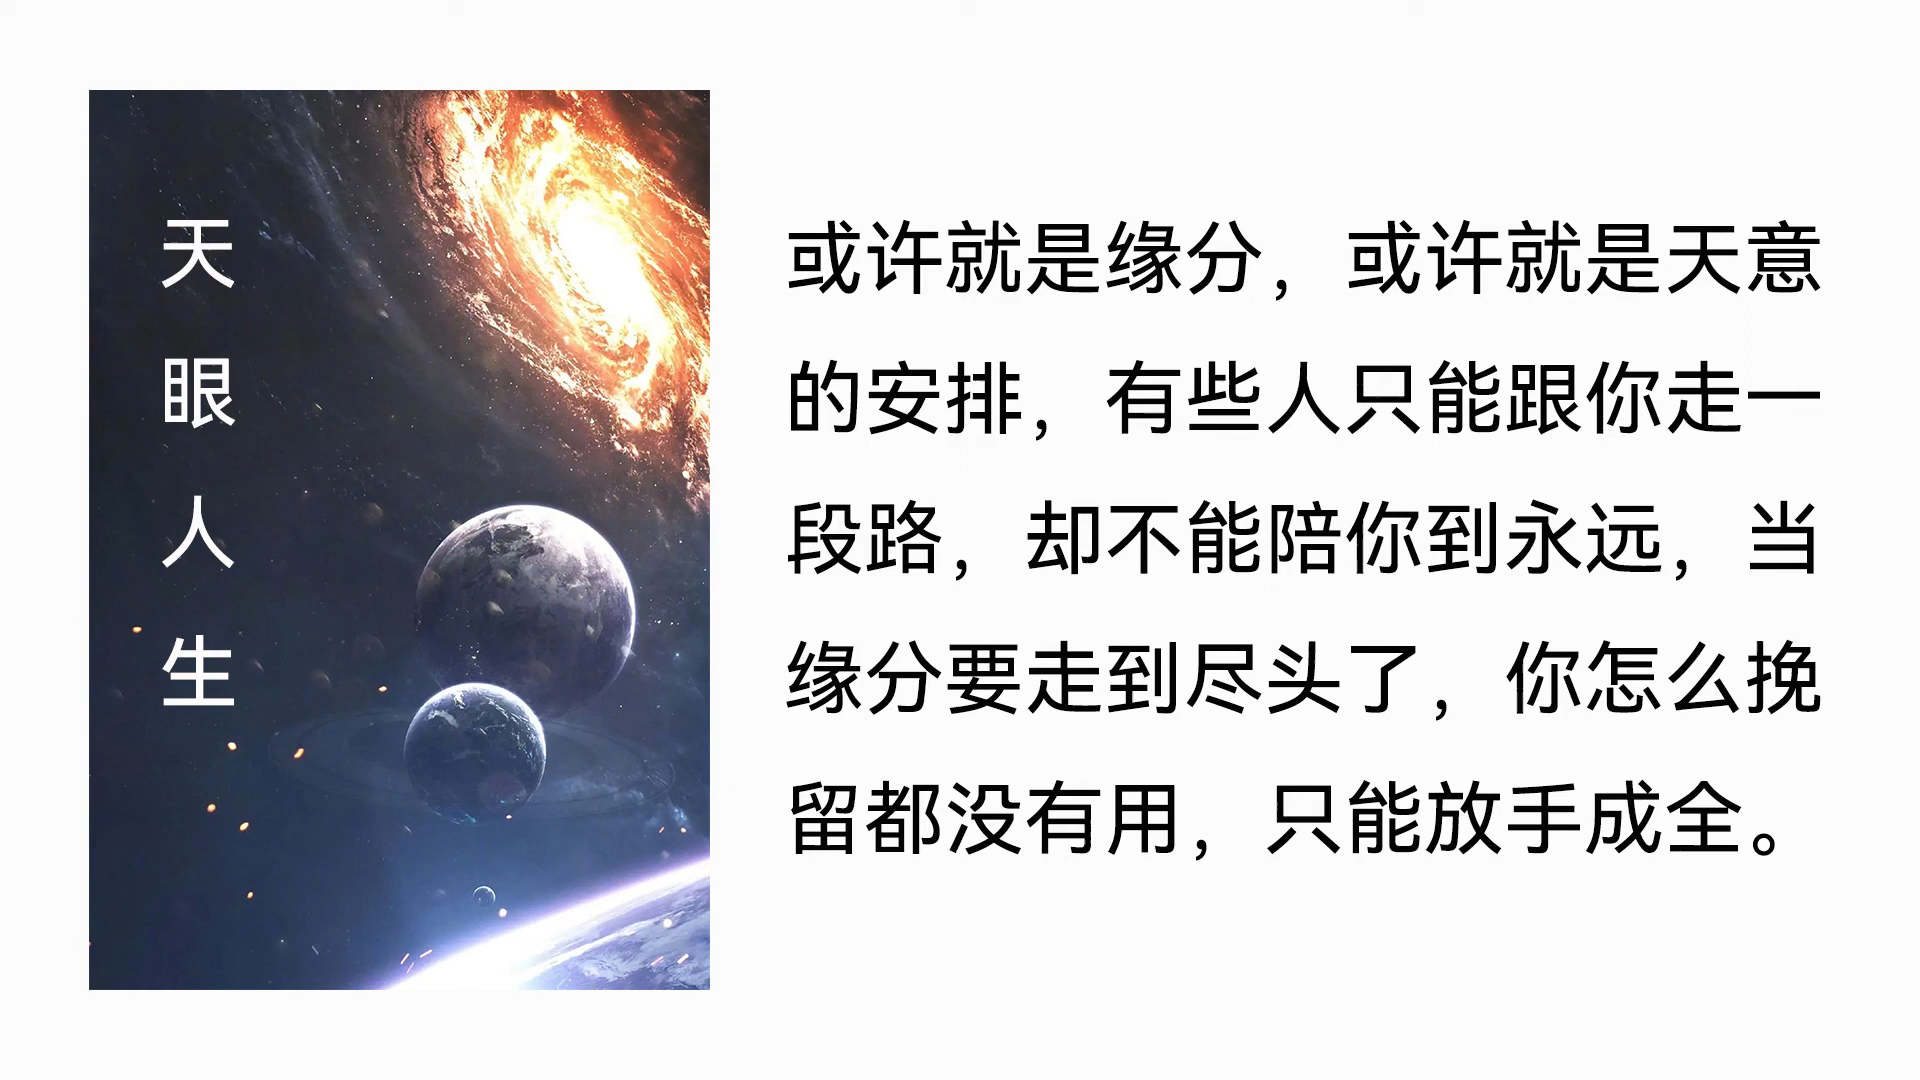 天眼人生
或许就是缘分，或许就是天意
的安排，有些人只能跟你走一
段路，却不能陪你到永远，当
缘分要走到尽头了，你怎么挽
留都没有用，只能放手成全。